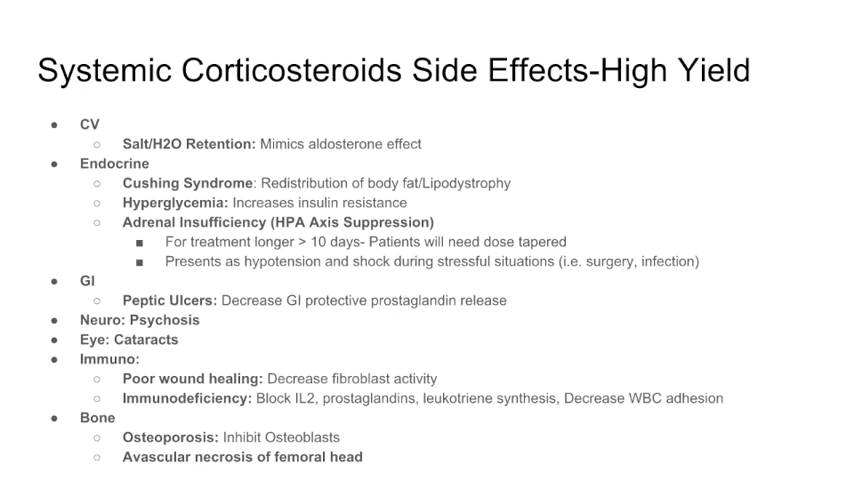 Systemic Corticosteroids Side Effects-High Yield
● CV
○ Salt/H2O Retention: Mimics aldosterone effect
● Endocrine
○ Cushing Syndrome: Redistribution of body fat/Lipodystrophy
○ Hyperglycemia: Increases insulin resistance
○ Adrenal Insufficiency (HPA Axis Suppression)
■ For treatment longer > 10 days- Patients will need dose tapered
■ Presents as hypotension and shock during stressful situations (i.e. surgery, infection)
● GI
○ Peptic Ulcers: Decrease GI protective prostaglandin release
● Neuro: Psychosis
● Eye: Cataracts
● Immuno:
○ Poor wound healing: Decrease fibroblast activity
○ Immunodeficiency: Block IL2, prostaglandins, leukotriene synthesis, Decrease WBC adhesion
● Bone
○ Osteoporosis: Inhibit Osteoblasts
○ Avascular necrosis of femoral head